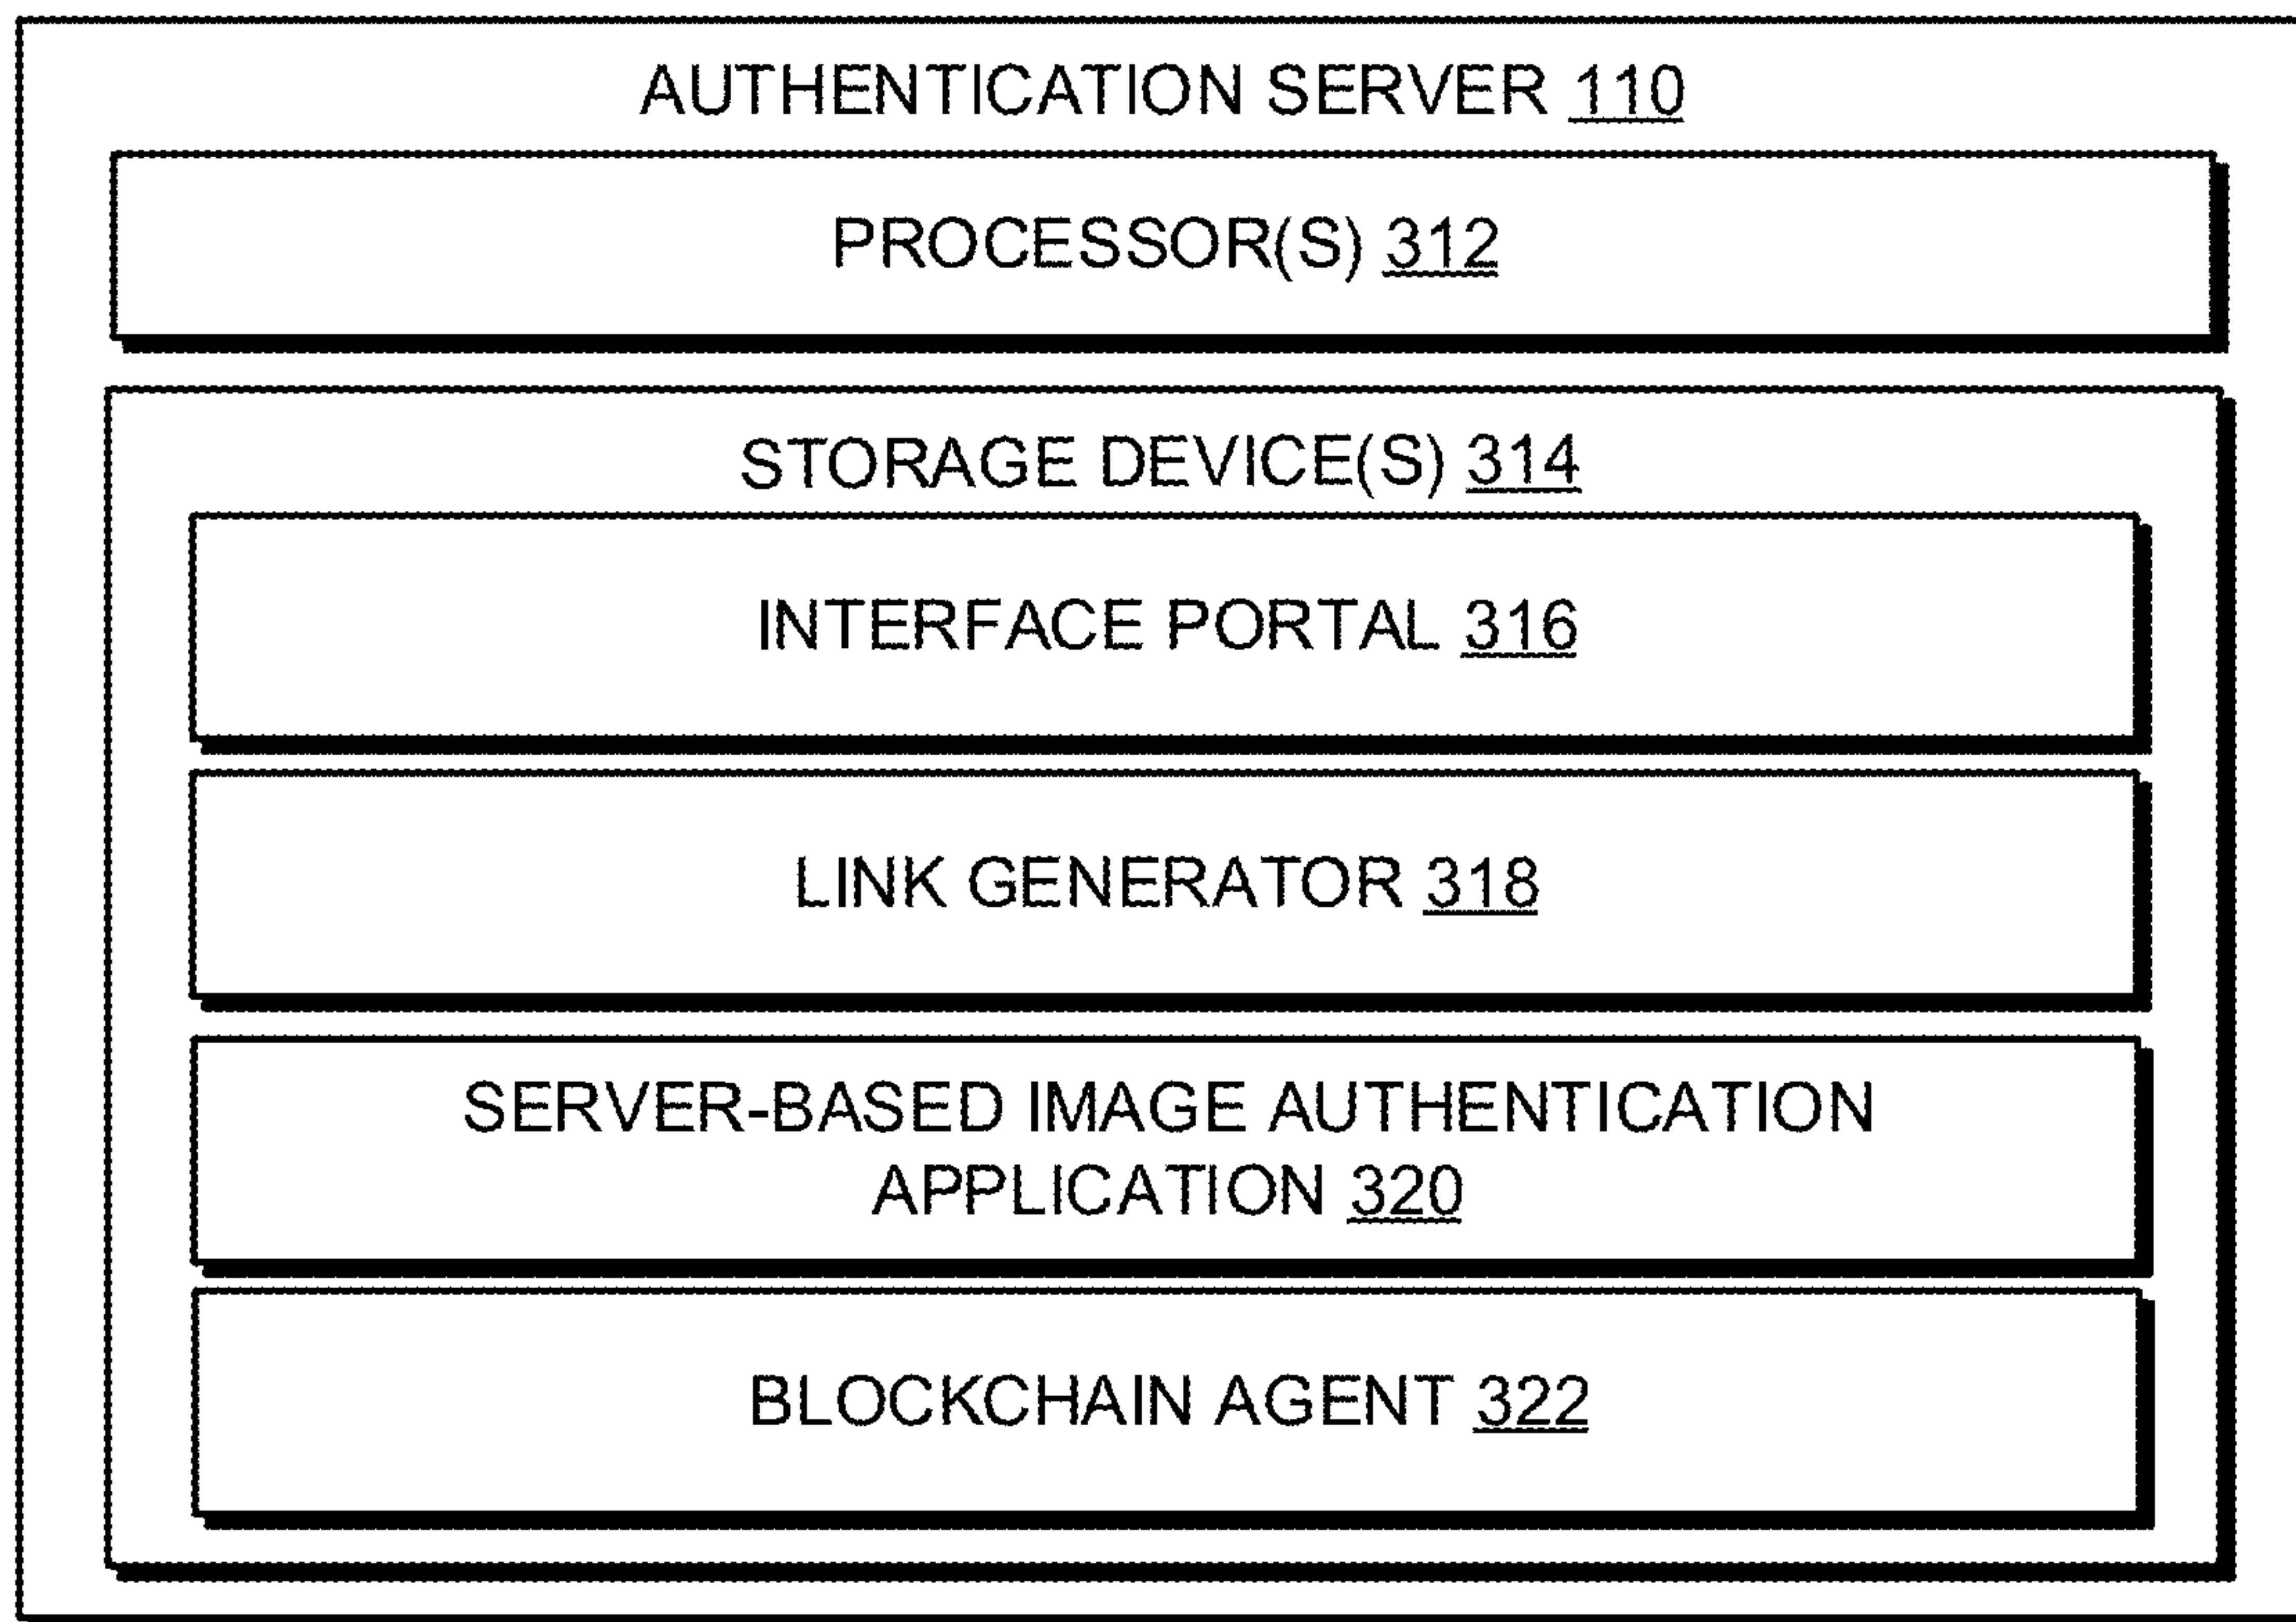 AUTHENTICATION SERVER 110
PROCESSOR(S) 312
STORAGE DEVICE(S) 314
INTERFACE PORTAL 316
LINK GENERATOR 318
SERVER-BASED IMAGE AUTHENTICATION
APPLICATION 320
BLOCKCHAIN AGENT 322